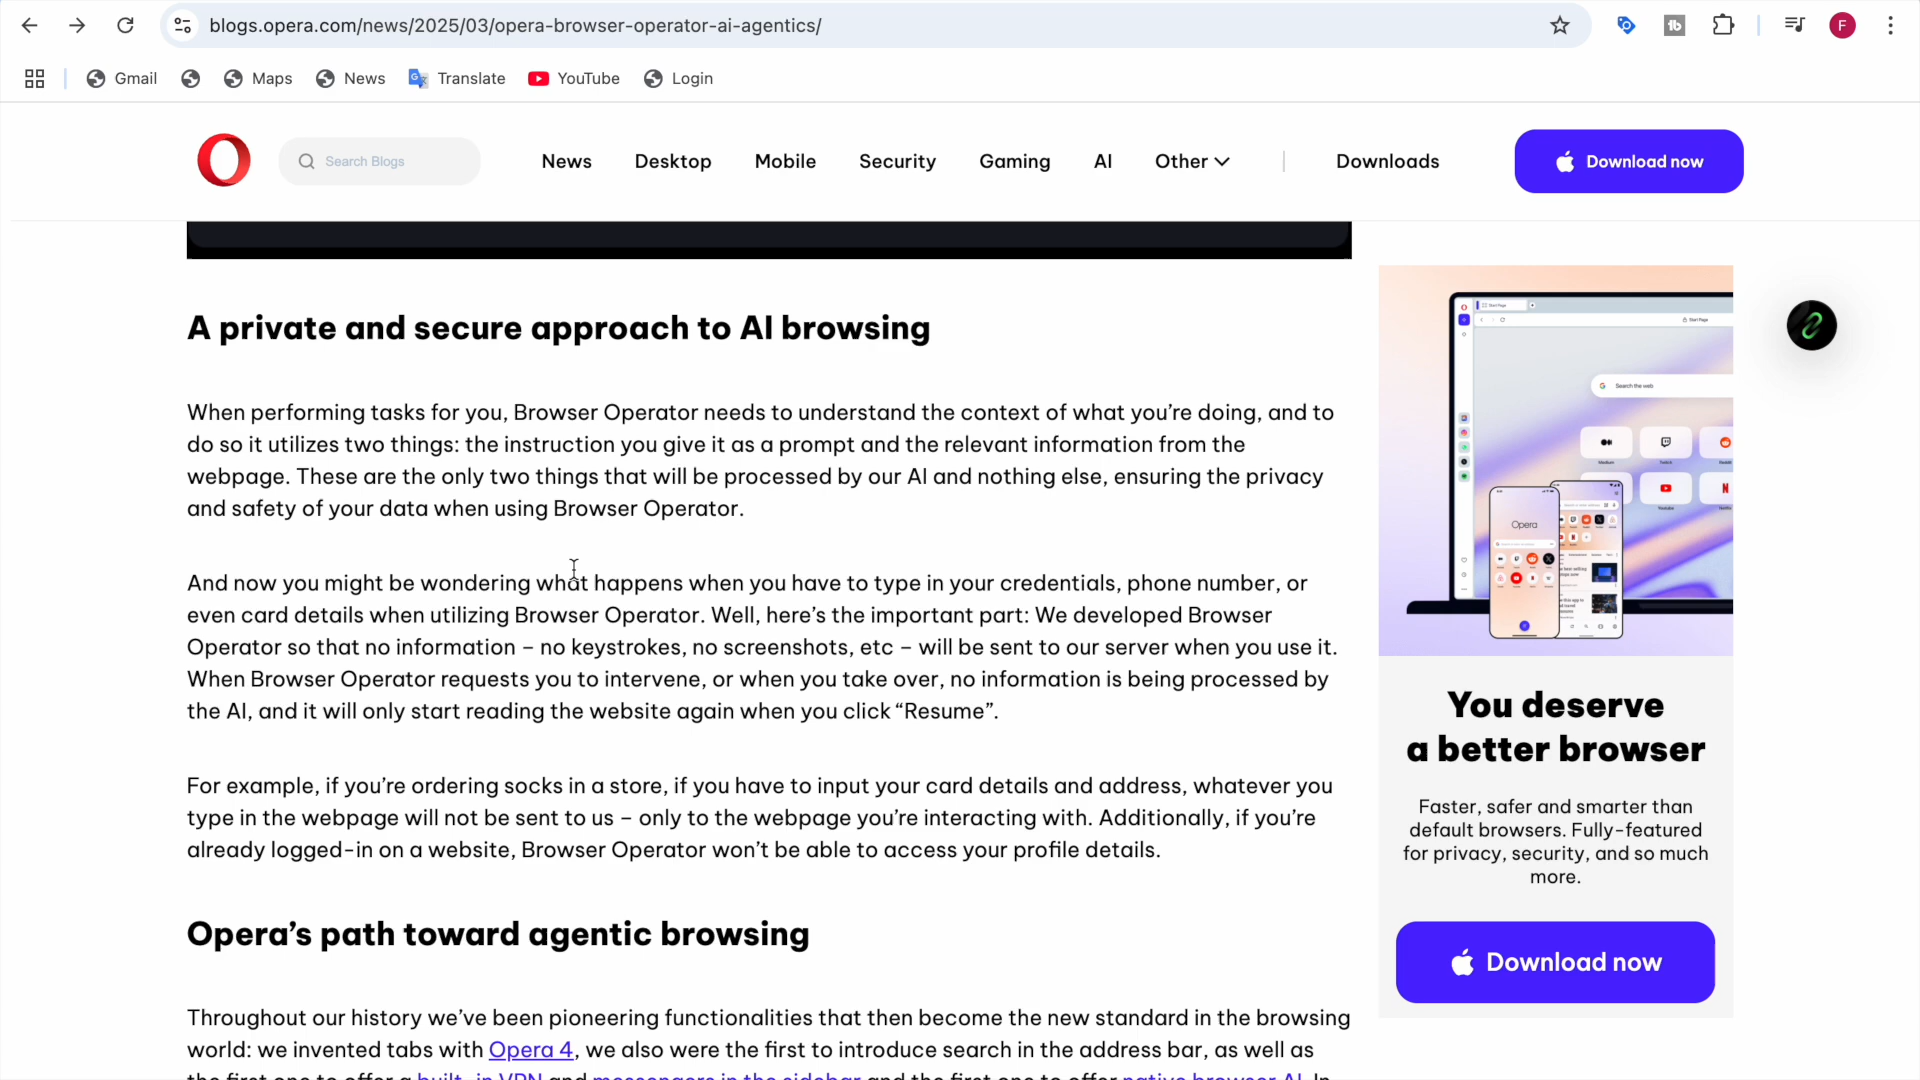 blogs.opera.com/news/2025/03/opera-browser-operator-ai-agentics/
F
Gmail
Maps
News
Translate
YouTube
Login
Search Blogs
News
Desktop
Mobile
Security
Gaming
AI
Other
Downloads
Download now
A private and secure approach to AI browsing
When performing tasks for you, Browser Operator needs to understand the context of what you’re doing, and to
do so it utilizes two things: the instruction you give it as a prompt and the relevant information from the
webpage. These are the only two things that will be processed by our AI and nothing else, ensuring the privacy
and safety of your data when using Browser Operator.
And now you might be wondering what happens when you have to type in your credentials, phone number, or
even card details when utilizing Browser Operator. Well, here’s the important part: We developed Browser
Operator so that no information – no keystrokes, no screenshots, etc – will be sent to our server when you use it.
When Browser Operator requests you to intervene, or when you take over, no information is being processed by
the AI, and it will only start reading the website again when you click “Resume”.
For example, if you’re ordering socks in a store, if you have to input your card details and address, whatever you
type in the webpage will not be sent to us – only to the webpage you’re interacting with. Additionally, if you’re
already logged-in on a website, Browser Operator won’t be able to access your profile details.
Opera’s path toward agentic browsing
Throughout our history we’ve been pioneering functionalities that then become the new standard in the browsing
world: we invented tabs with Opera 4, we also were the first to introduce search in the address bar, as well as
the first one to offer a built-in VPN and messengers in the sidebar and the first one to offer native browser AI. In
Start Page
Start Page
Search the web
Medium
Twitch
Reddit
Youtube
Netflix
Opera
You deserve
a better browser
Faster, safer and smarter than
default browsers. Fully-featured
for privacy, security, and so much
more.
Download now